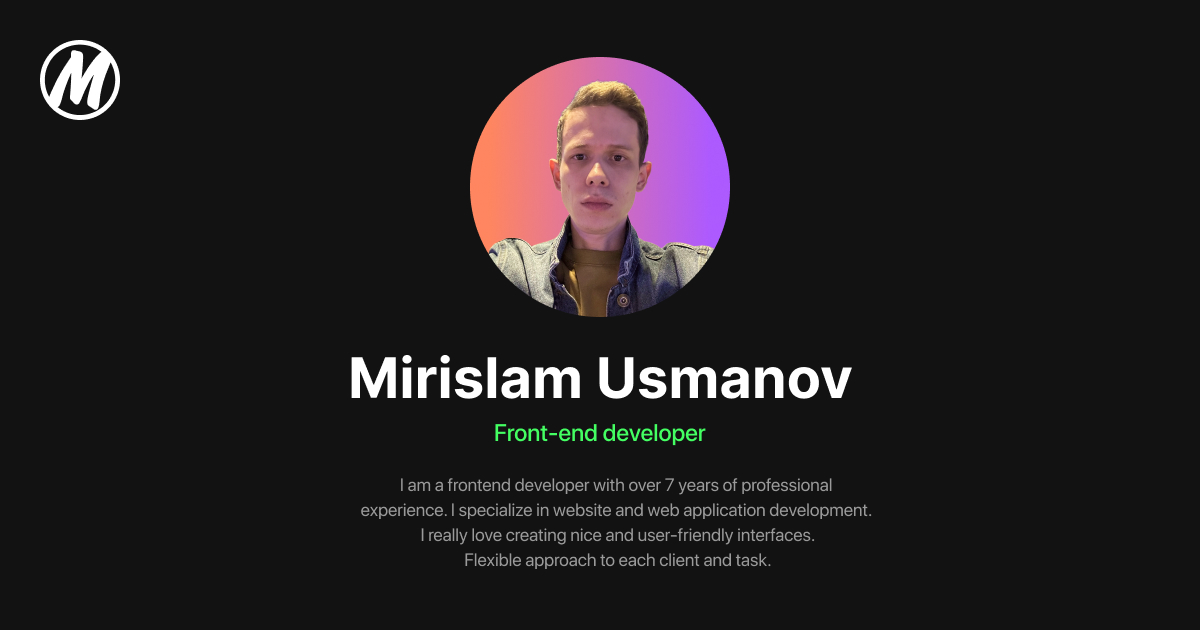 M
Mirislam Usmanov
Front-end developer
I am a frontend developer with over 7 years of professional
experience. I specialize in website and web application development.
I really love creating nice and user-friendly interfaces.
Flexible approach to each client and task.